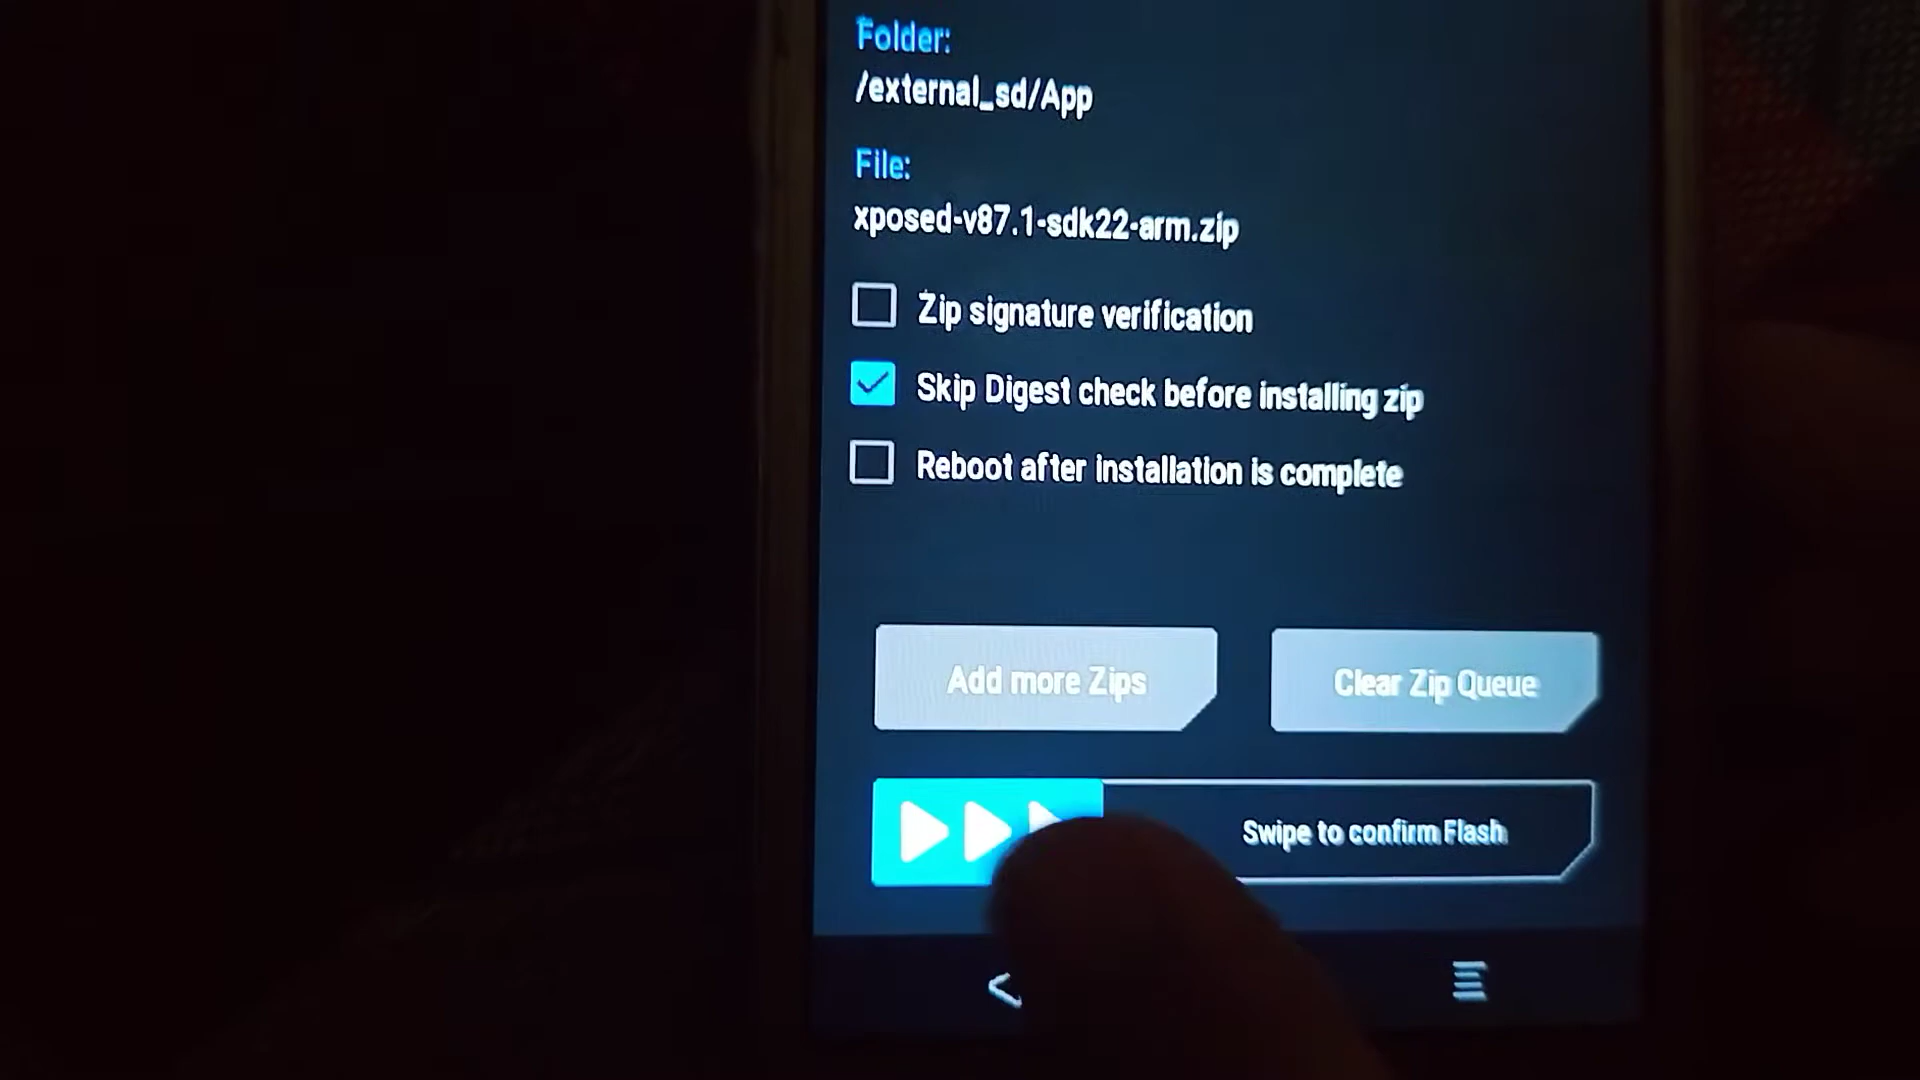 Folder:
/external_sd/App
File:
xposed-v87.1-sdk22-arm.zip
Zip signature verification
Skip Digest check before installing zip
Reboot after installation is complete
Add more Zips
Clear Zip Queue
Swipe to confirm Flash